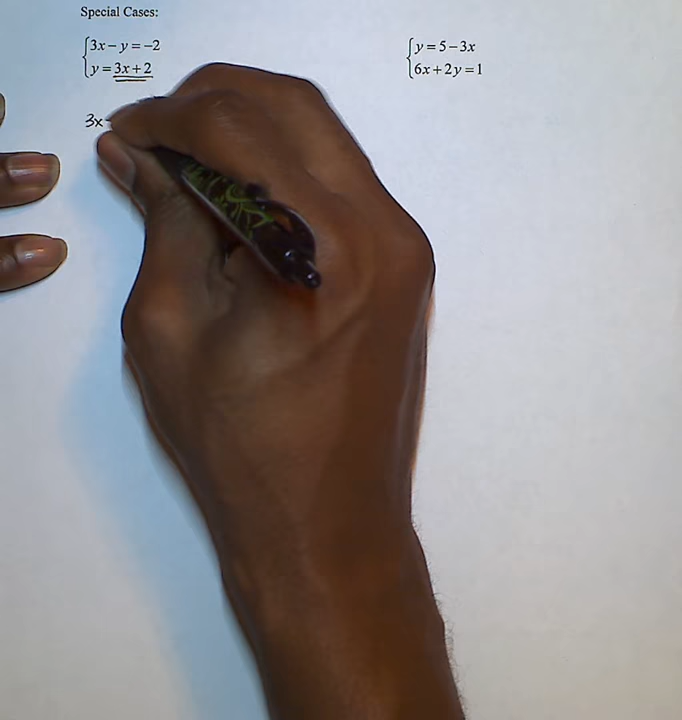 Special Cases:
3x − y = −2
y = 3x + 2
y = 5 − 3x
6x + 2y = 1
3x -